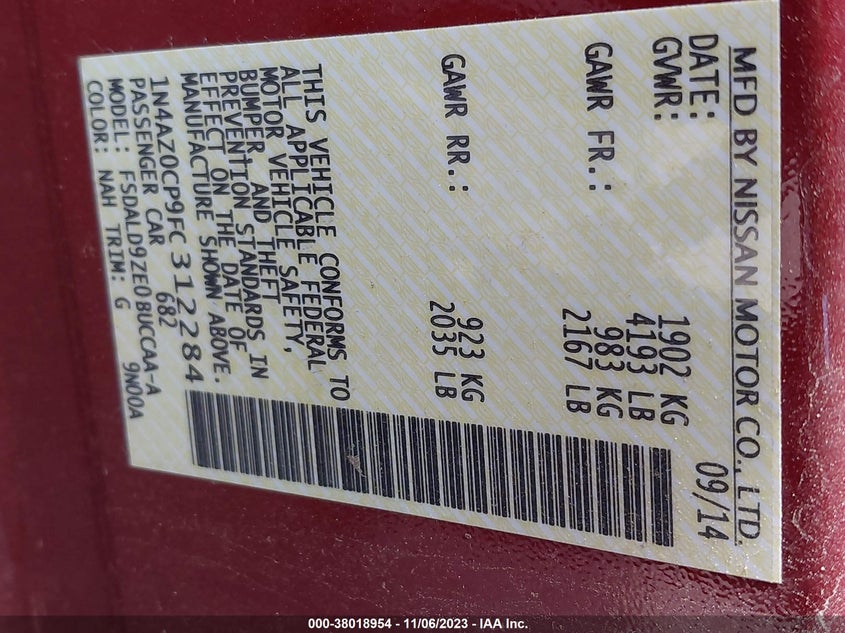 MFD BY NISSAN MOTOR CO., LTD.
DATE: 09/14
GVWR: 1902 KG
4193 LB
GAWR FR.: 983 KG
2167 LB
GAWR RR.: 923 KG
2035 LB
THIS VEHICLE CONFORMS TO
ALL APPLICABLE FEDERAL
MOTOR VEHICLE SAFETY,
BUMPER AND THEFT
PREVENTION STANDARDS IN
EFFECT ON THE DATE OF
MANUFACTURE SHOWN ABOVE.
1N4AZ0CP9FC312284
PASSENGER CAR 682
MODEL: FSDALD9ZE0BUCCAA-A
COLOR: NAH TRIM: G 9N00A
000-38018954 - 11/06/2023 - IAA Inc.